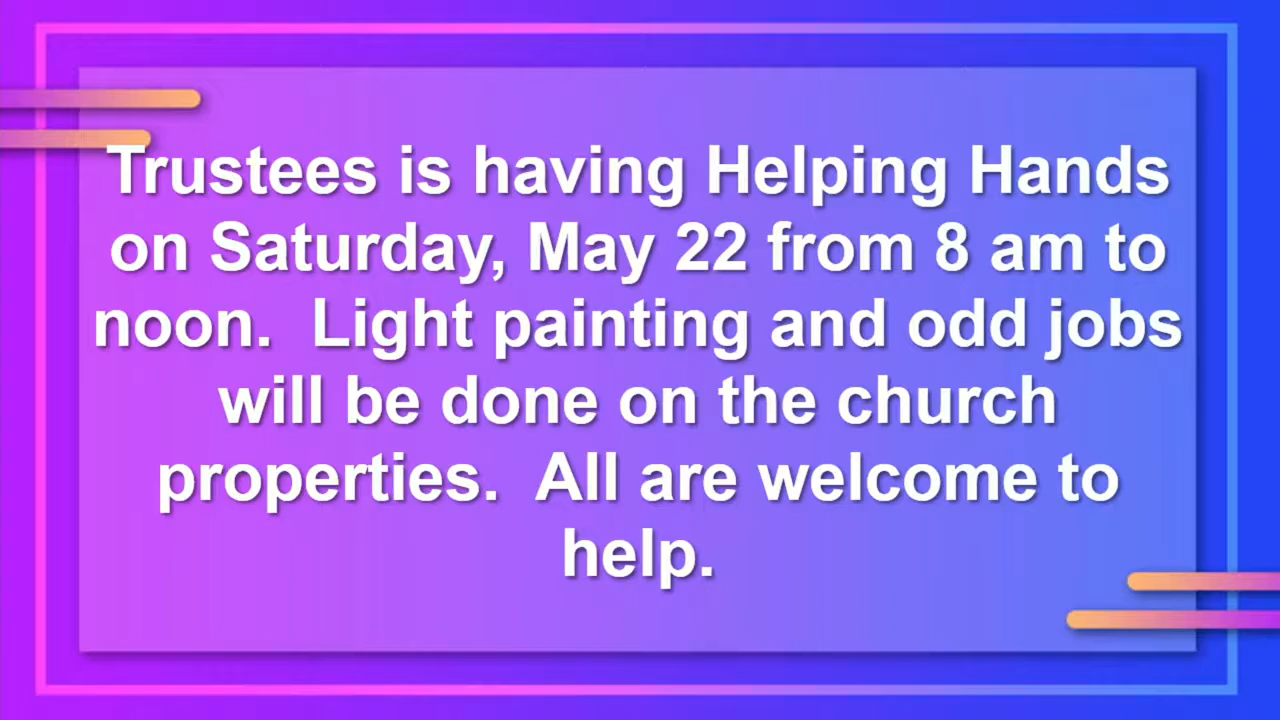 Trustees is having Helping Hands
on Saturday, May 22 from 8 am to
noon.  Light painting and odd jobs
will be done on the church
properties.  All are welcome to
help.